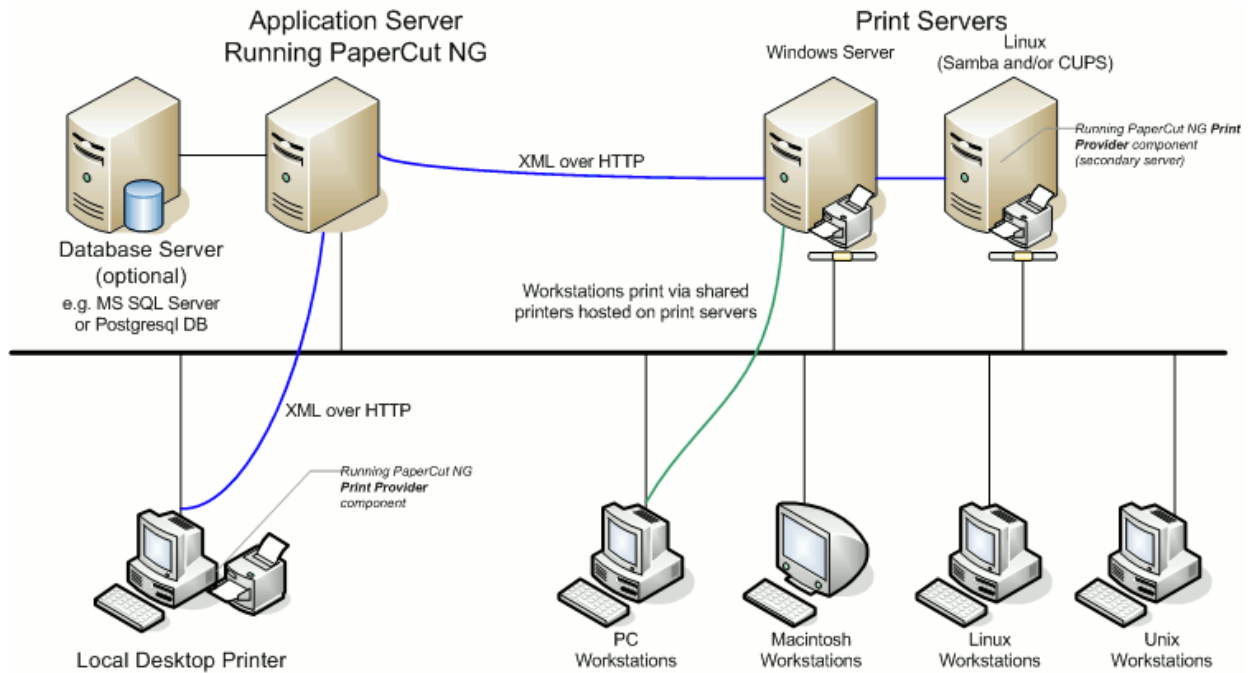 Application Server
Running PaperCut NG
Print Servers
Windows Server
Linux
(Samba and/or CUPS)
Running PaperCut NG Print
Provider component
(secondary server)
XML over HTTP
Database Server
(optional)
e.g. MS SQL Server
or Postgresql DB
Workstations print via shared
printers hosted on print servers
XML over HTTP
Running PaperCut NG
Print Provider
component
Local Desktop Printer
PC
Workstations
Macintosh
Workstations
Linux
Workstations
Unix
Workstations